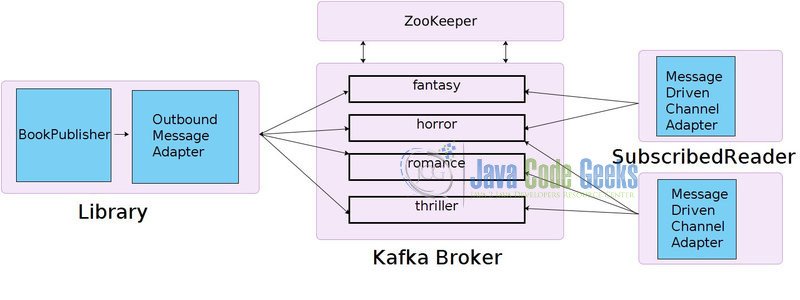 ZooKeeper
fantasy
horror
romance
thriller
Kafka Broker
BookPublisher
Outbound
Message
Adapter
Library
Message
Driven
Channel
Adapter
SubscribedReader
Message
Driven
Channel
Adapter
Java Code Geeks
JAVA 2 JAVA DEVELOPERS RESOURCE CENTER